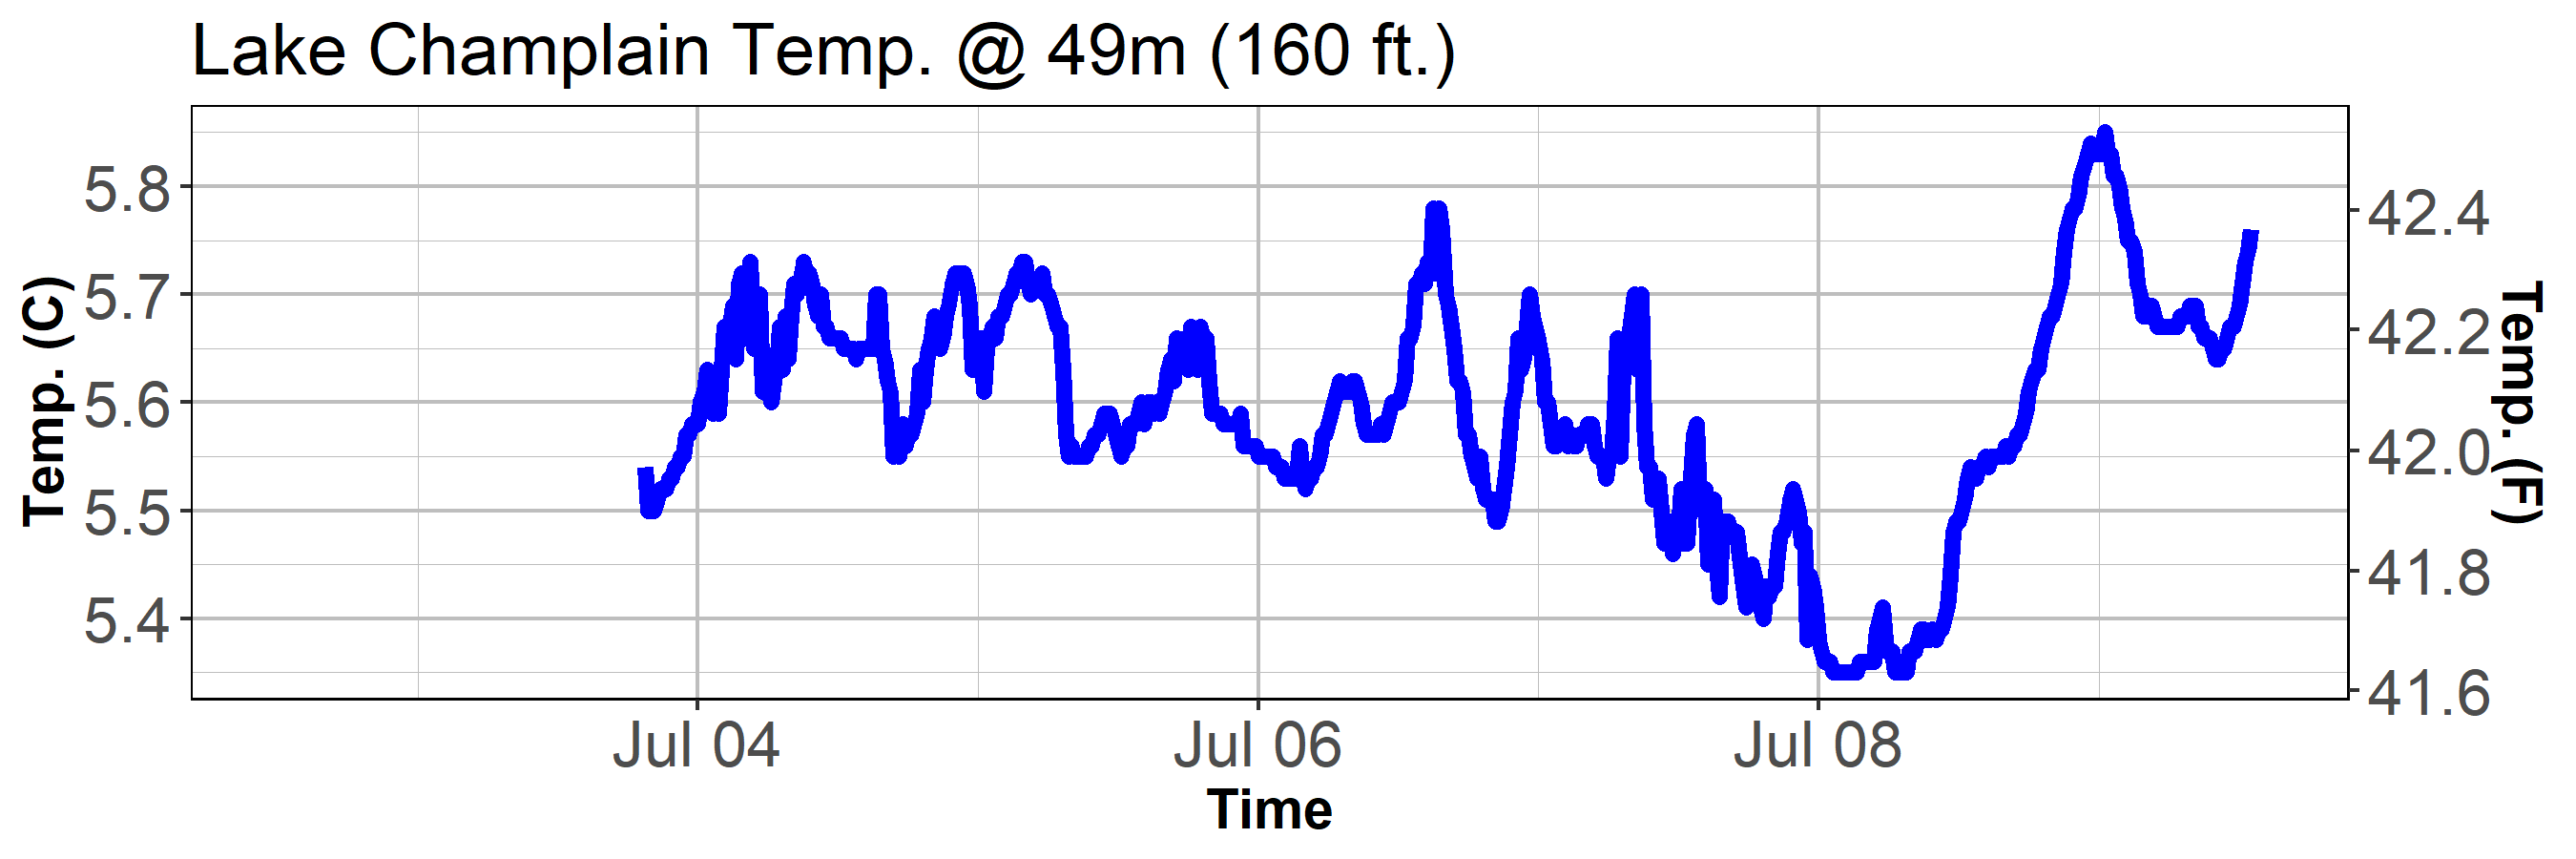 Lake Champlain Temp. @ 49m (160 ft.)
Temp. (C)
5.8
5.7
5.6
5.5
5.4
42.4
42.2
42.0
41.8
41.6
Temp. (F)
Jul 04
Jul 06
Jul 08
Time